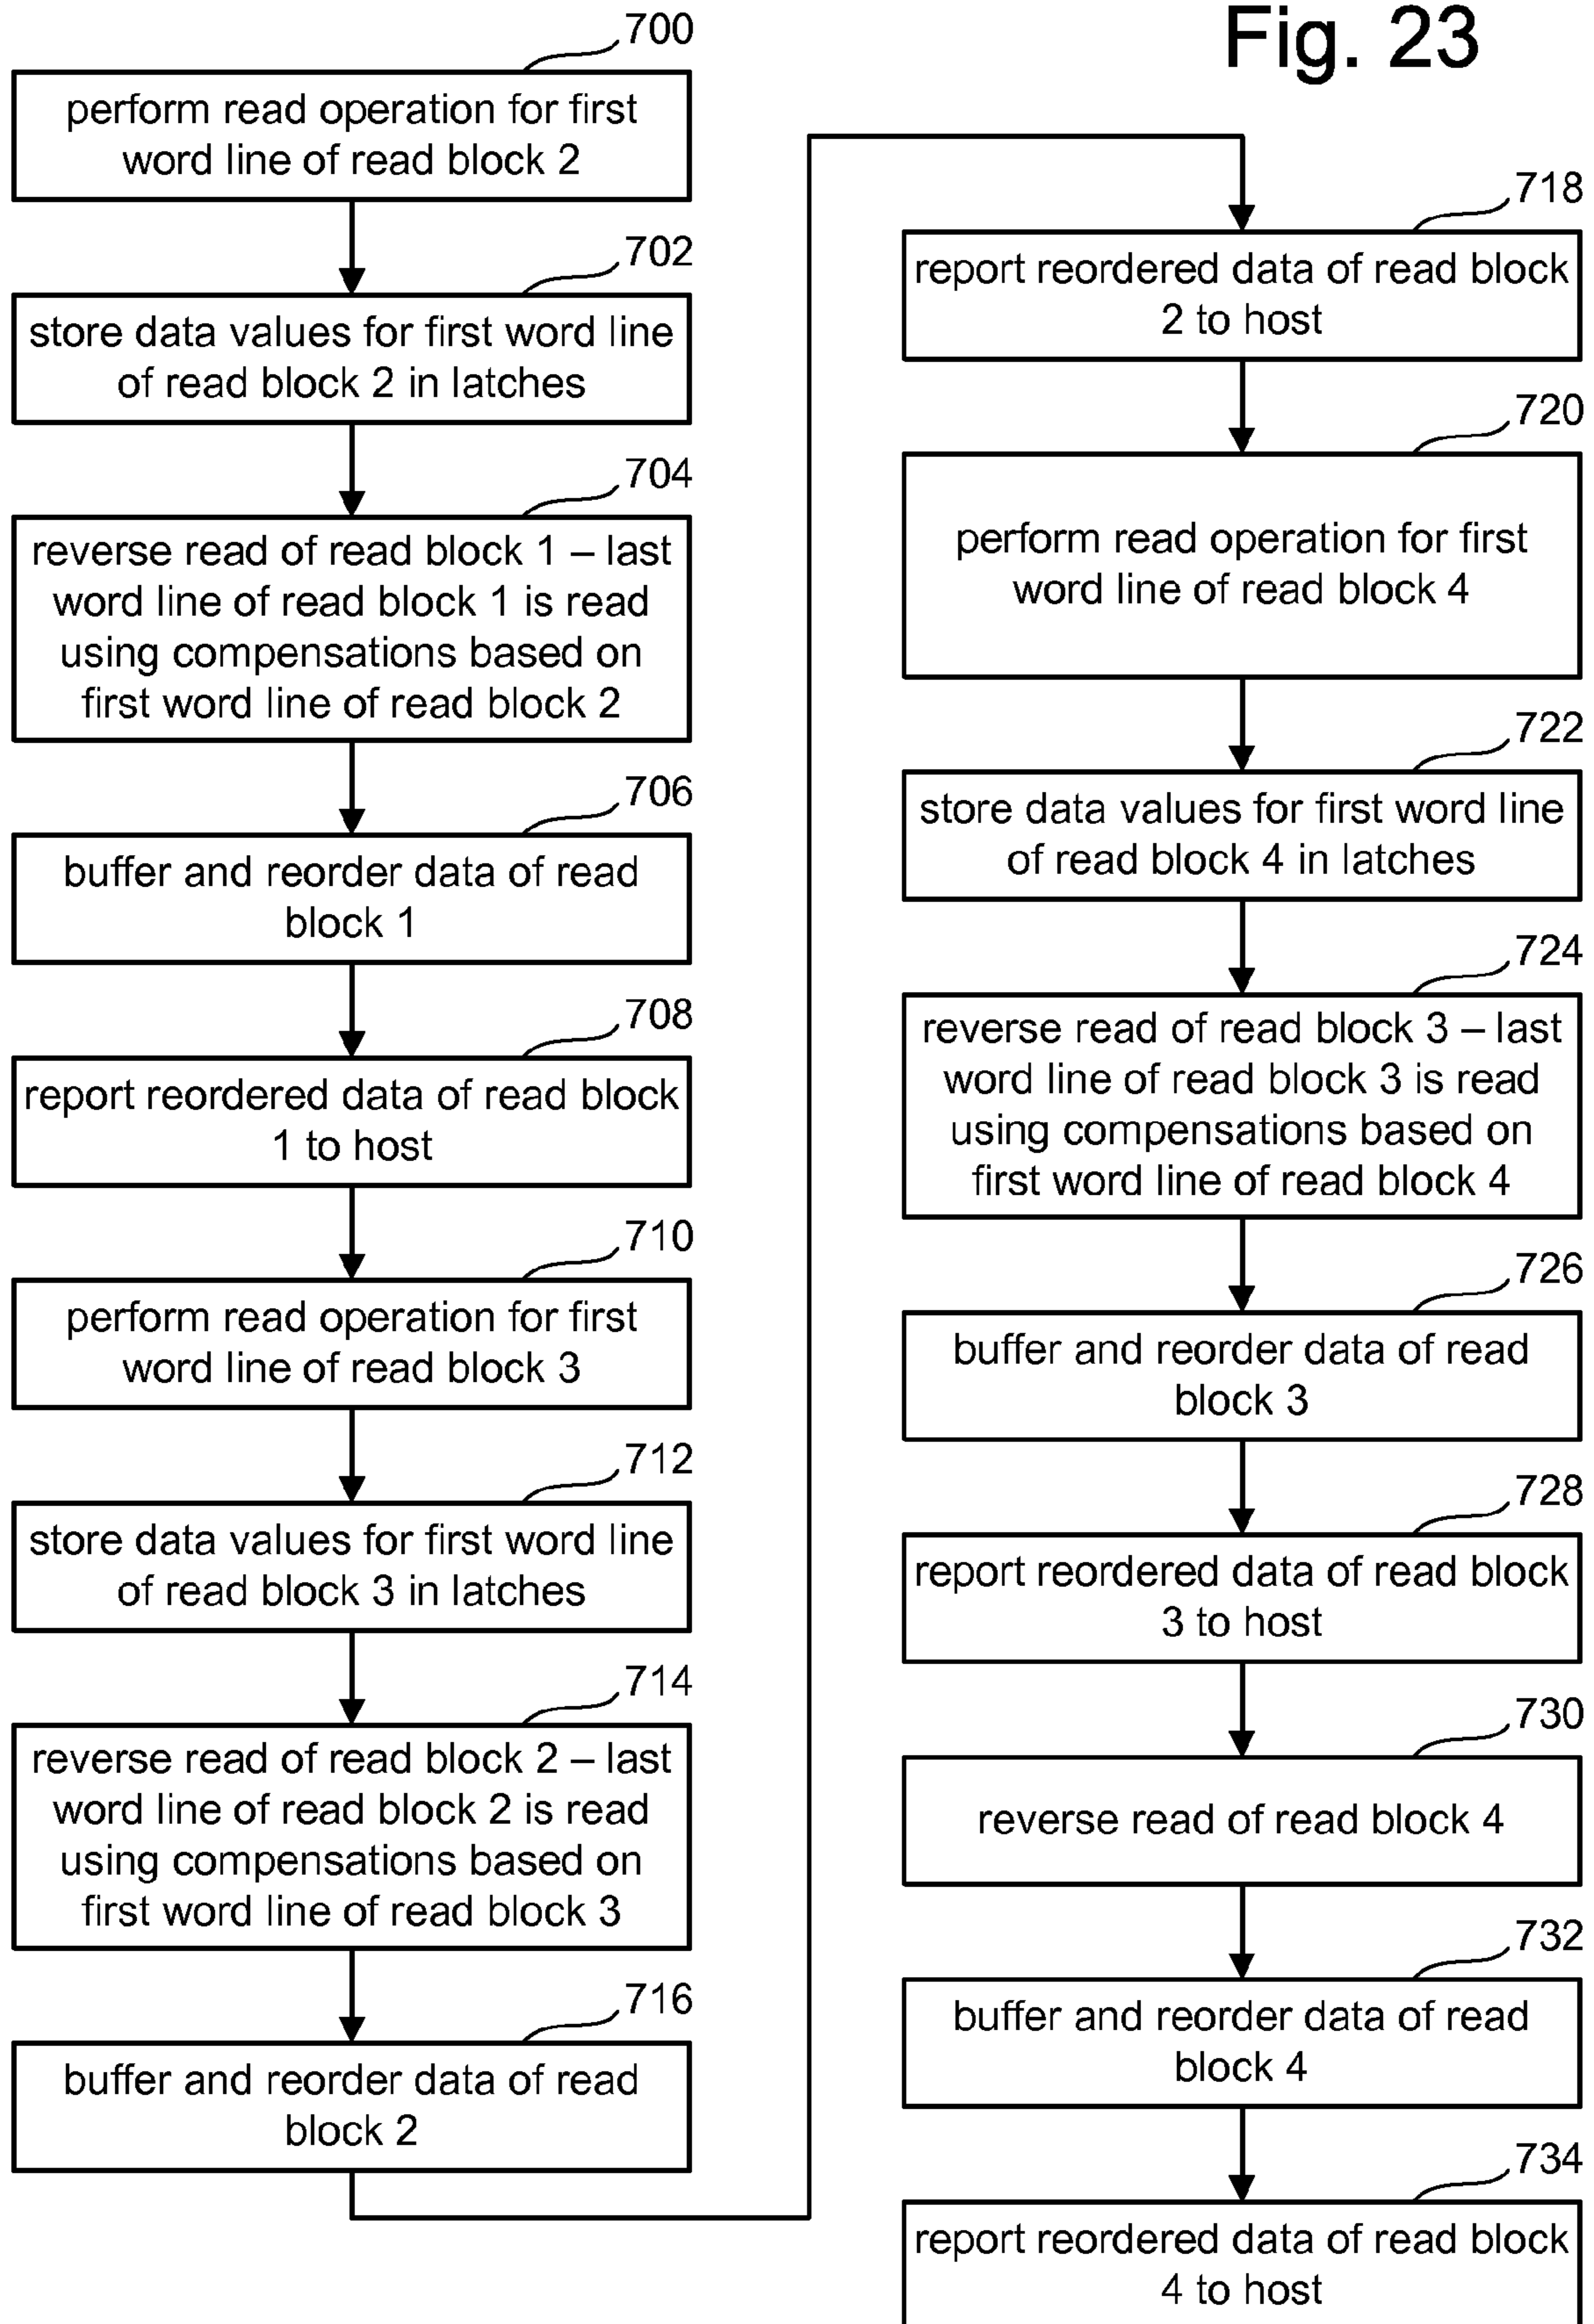 Fig. 23
700
perform read operation for first
word line of read block 2
702
store data values for first word line
of read block 2 in latches
704
reverse read of read block 1 – last
word line of read block 1 is read
using compensations based on
first word line of read block 2
706
buffer and reorder data of read
block 1
708
report reordered data of read block
1 to host
710
perform read operation for first
word line of read block 3
712
store data values for first word line
of read block 3 in latches
714
reverse read of read block 2 – last
word line of read block 2 is read
using compensations based on
first word line of read block 3
716
buffer and reorder data of read
block 2
718
report reordered data of read block
2 to host
720
perform read operation for first
word line of read block 4
722
store data values for first word line
of read block 4 in latches
724
reverse read of read block 3 – last
word line of read block 3 is read
using compensations based on
first word line of read block 4
726
buffer and reorder data of read
block 3
728
report reordered data of read block
3 to host
730
reverse read of read block 4
732
buffer and reorder data of read
block 4
734
report reordered data of read block
4 to host